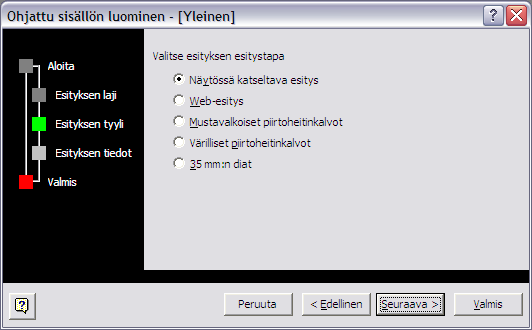 Ohjattu sisällön luominen - [Yleinen]
Aloita
Esityksen laji
Esityksen tyyli
Esityksen tiedot
Valmis
Valitse esityksen esitystapa
Näytössä katseltava esitys
Web-esitys
Mustavalkoiset piirtoheitinkalvot
Värilliset piirtoheitinkalvot
35 mm:n diat
Peruuta
< Edellinen
Seuraava >
Valmis